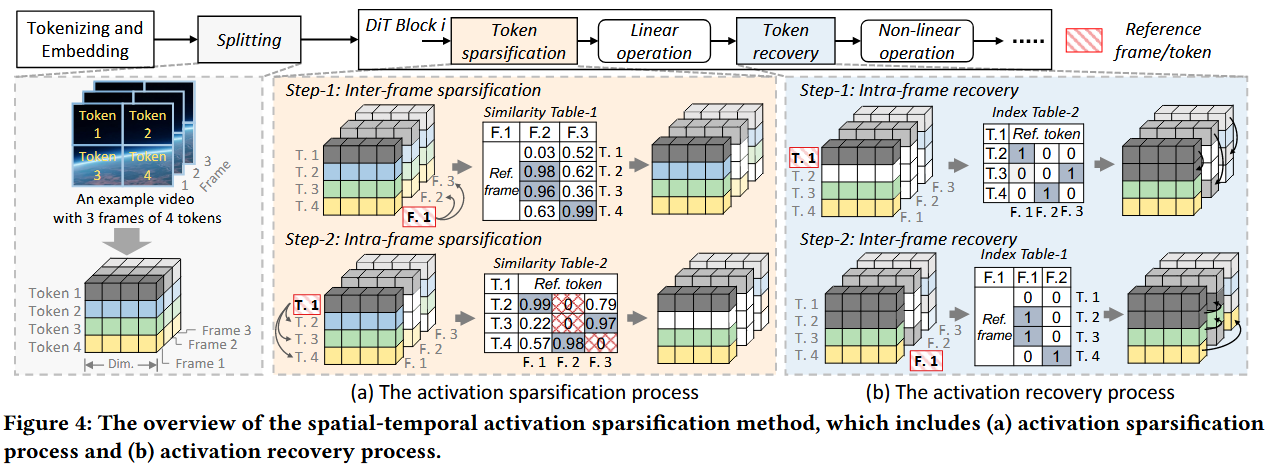 Tokenizing and
Embedding
Splitting
DiT Block i
Token
sparsification
Linear
operation
Token
recovery
Non-linear
operation
.....
Reference
frame/token
Token
1
Token
2
Token
3
Token
4
1
2
3
Frame
An example video
with 3 frames of 4 tokens
Token 1
Token 2
Token 3
Token 4
Frame 3
Frame 2
Frame 1
Dim.
Step-1: Inter-frame sparsification
Similarity Table-1
T. 1
T. 2
T. 3
T. 4
F. 3
F. 2
F. 1
F.1 F.2 F.3
Ref.
frame
0.03 0.52 T. 1
0.98 0.62 T. 2
0.96 0.36 T. 3
0.63 0.99 T. 4
Step-2: Intra-frame sparsification
Similarity Table-2
T. 1
T. 2
T. 3
T. 4
F. 3
F. 2
F. 1
T.1 Ref. token
T.2 0.99 0 0.79
T.3 0.22 0 0.97
T.4 0.57 0.98 0
F. 1 F. 2 F. 3
(a) The activation sparsification process
Step-1: Intra-frame recovery
Index Table-2
T. 1
T. 2
T. 3
T. 4
F. 3
F. 2
F. 1
T.1 Ref. token
T.2 1 0 0
T.3 0 0 1
T.4 0 1 0
F. 1 F. 2 F. 3
Step-2: Inter-frame recovery
Index Table-1
T. 1
T. 2
T. 3
T. 4
F. 3
F. 2
F. 1
F.1 F.1 F.2
Ref.
frame
0 0 T. 1
1 0 T. 2
1 0 T. 3
0 1 T. 4
(b) The activation recovery process
Figure 4: The overview of the spatial-temporal activation sparsification method, which includes (a) activation sparsification
process and (b) activation recovery process.